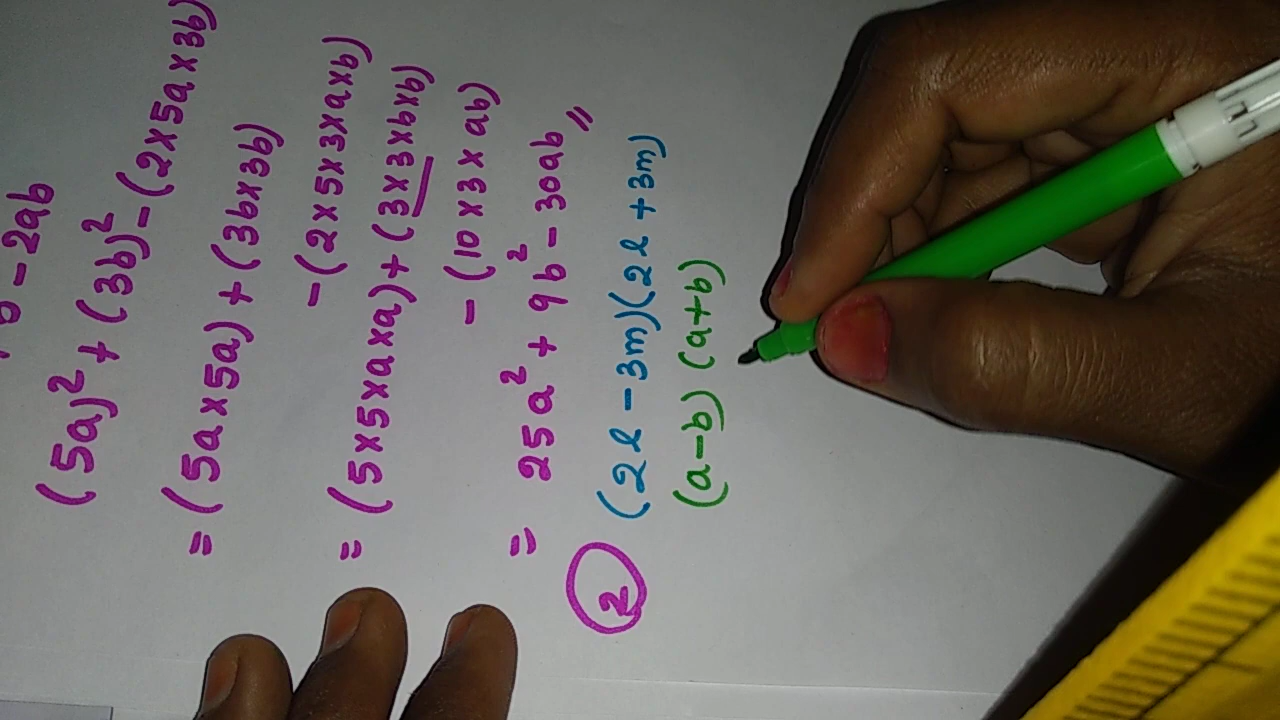 - 2ab
(5a)² + (3b)² - (2×5a×3b)
= (5a×5a) + (3b×3b)
- (2×5×3×a×b)
= (5×5×a×a) + (3×3×b×b)
- (10×3×ab)
= 25a² + 9b² - 30ab //
② (2l - 3m)(2l + 3m)
(a-b) (a+b)